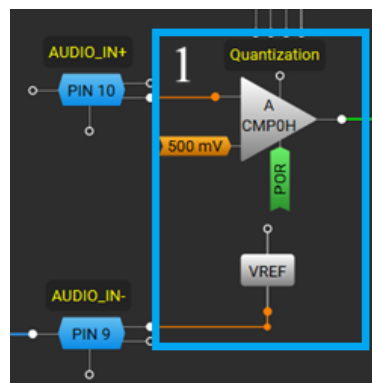 AUDIO_IN+
1
Quantization
PIN 10
A
CMP0H
500 mV
POR
VREF
AUDIO_IN-
PIN 9